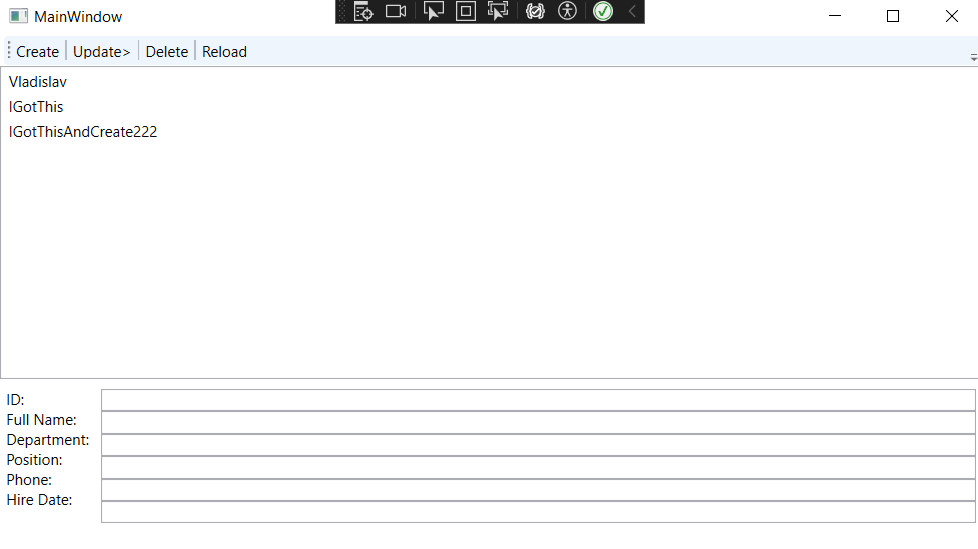 MainWindow
Create Update> Delete Reload
Vladislav
IGotThis
IGotThisAndCreate222
ID:
Full Name:
Department:
Position:
Phone:
Hire Date: